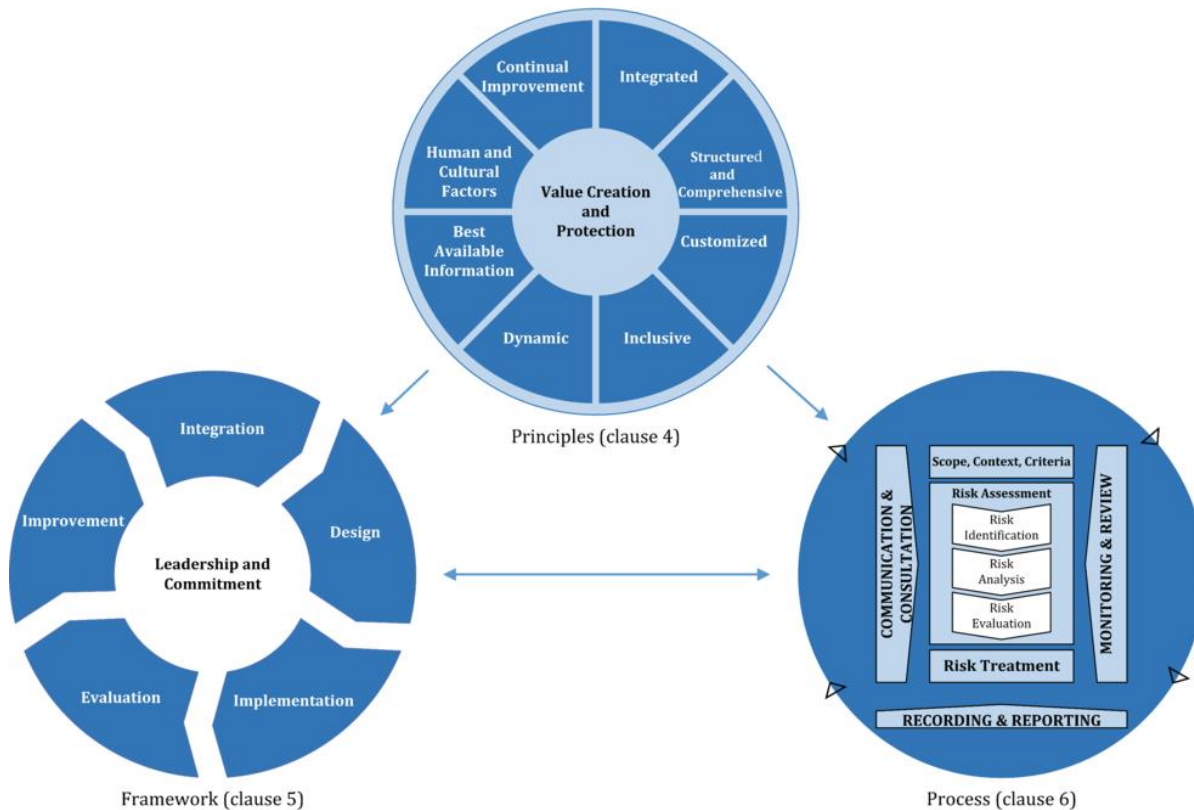 Continual
Improvement
Integrated
Human and
Cultural
Factors
Structured
and
Comprehensive
Value Creation
and
Protection
Best
Available
Information
Customized
Dynamic
Inclusive
Principles (clause 4)
Integration
Improvement
Design
Leadership and
Commitment
Evaluation
Implementation
Framework (clause 5)
Scope, Context, Criteria
Risk Assessment
Risk
Identification
Risk
Analysis
Risk
Evaluation
Risk Treatment
COMMUNICATION &
CONSULTATION
MONITORING & REVIEW
RECORDING & REPORTING
Process (clause 6)